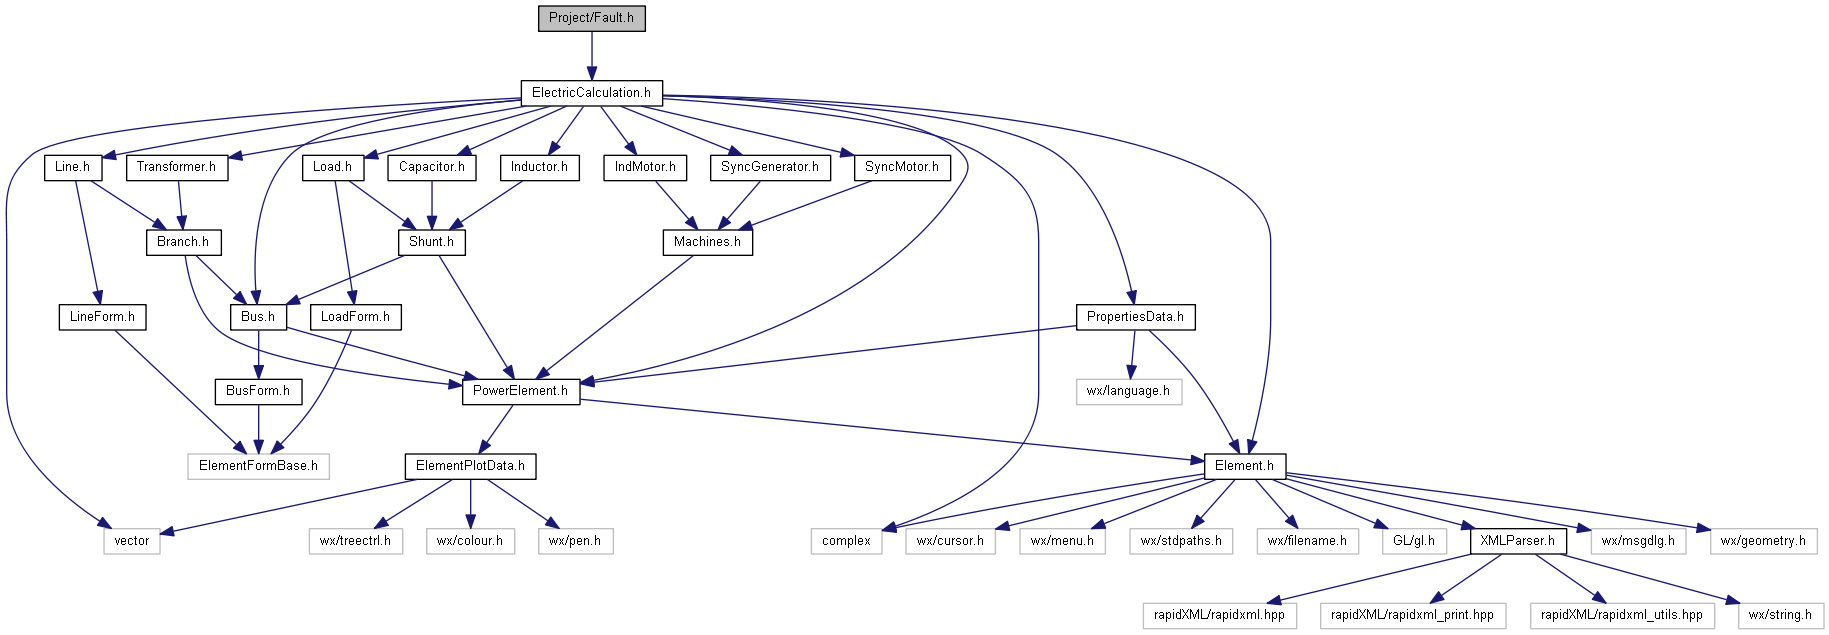 Project/Fault.h
ElectricCalculation.h
Line.h
Transformer.h
Load.h
Capacitor.h
Inductor.h
IndMotor.h
SyncGenerator.h
SyncMotor.h
Branch.h
Shunt.h
Machines.h
LineForm.h
Bus.h
LoadForm.h
PropertiesData.h
BusForm.h
PowerElement.h
wx/language.h
ElementFormBase.h
ElementPlotData.h
Element.h
vector
wx/treectrl.h
wx/colour.h
wx/pen.h
complex
wx/cursor.h
wx/menu.h
wx/stdpaths.h
wx/filename.h
GL/gl.h
XMLParser.h
wx/msgdlg.h
wx/geometry.h
rapidXML/rapidxml.hpp
rapidXML/rapidxml_print.hpp
rapidXML/rapidxml_utils.hpp
wx/string.h